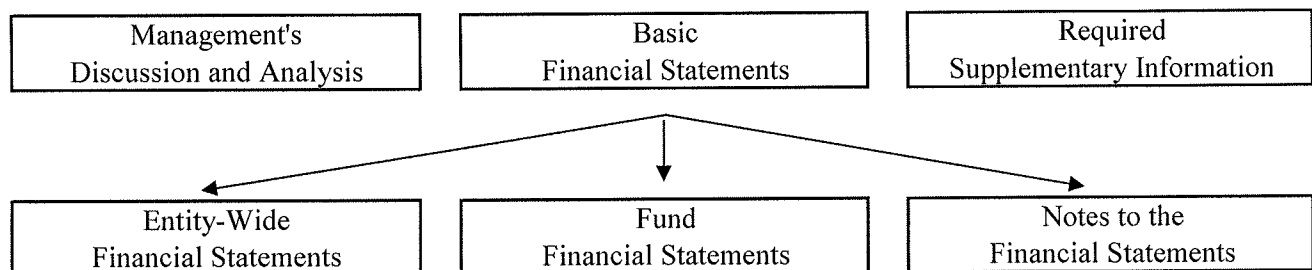 Management's
Discussion and Analysis
Basic
Financial Statements
Required
Supplementary Information
Entity-Wide
Financial Statements
Fund
Financial Statements
Notes to the
Financial Statements